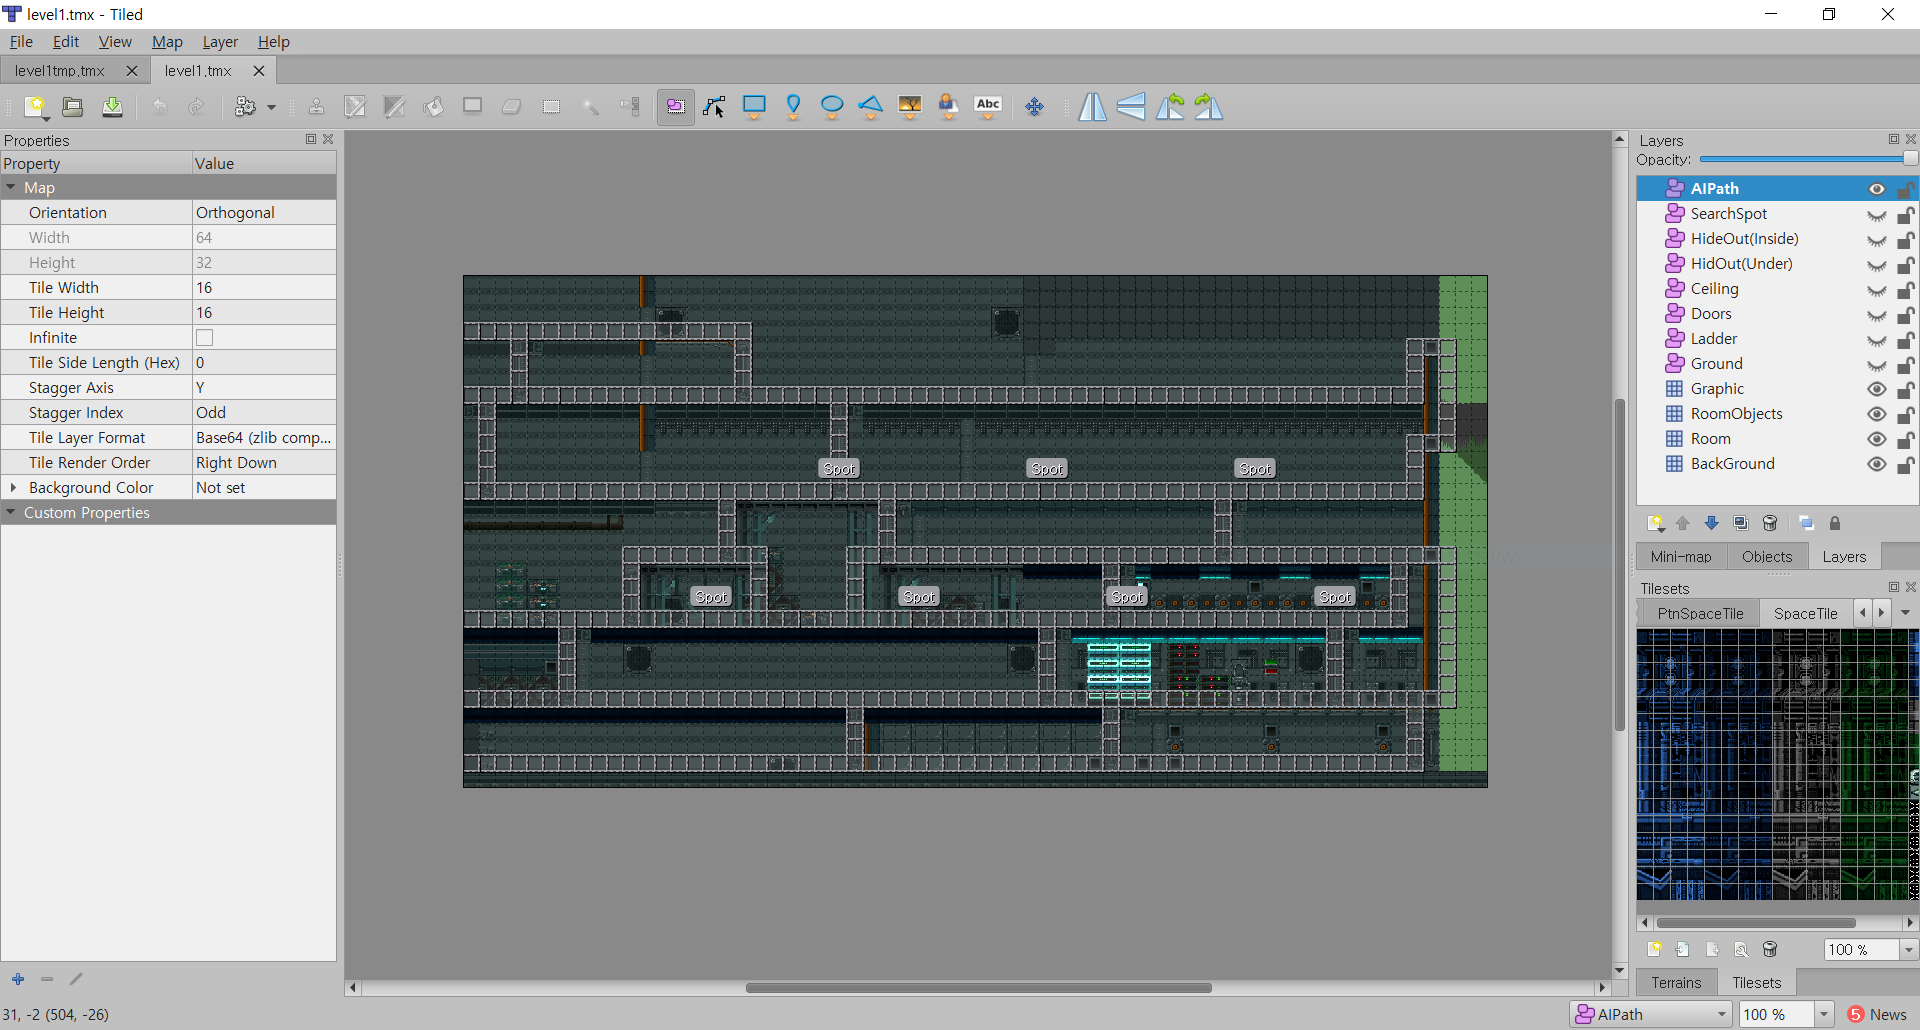 level1.tmx - Tiled
File Edit View Map Layer Help
level1tmp.tmx
level1.tmx
Abc
Properties
Property Value
Map
Orientation Orthogonal
Width 64
Height 32
Tile Width 16
Tile Height 16
Infinite
Tile Side Length (Hex) 0
Stagger Axis Y
Stagger Index Odd
Tile Layer Format Base64 (zlib comp...
Tile Render Order Right Down
Background Color Not set
Custom Properties
Spot Spot Spot
Spot Spot Spot Spot
Layers
Opacity:
AIPath
SearchSpot
HideOut(Inside)
HidOut(Under)
Ceiling
Doors
Ladder
Ground
Graphic
RoomObjects
Room
BackGround
Mini-map Objects Layers
Tilesets
PtnSpaceTile SpaceTile
100 %
Terrains Tilesets
31, -2 (504, -26)
AIPath 100 % 5 News